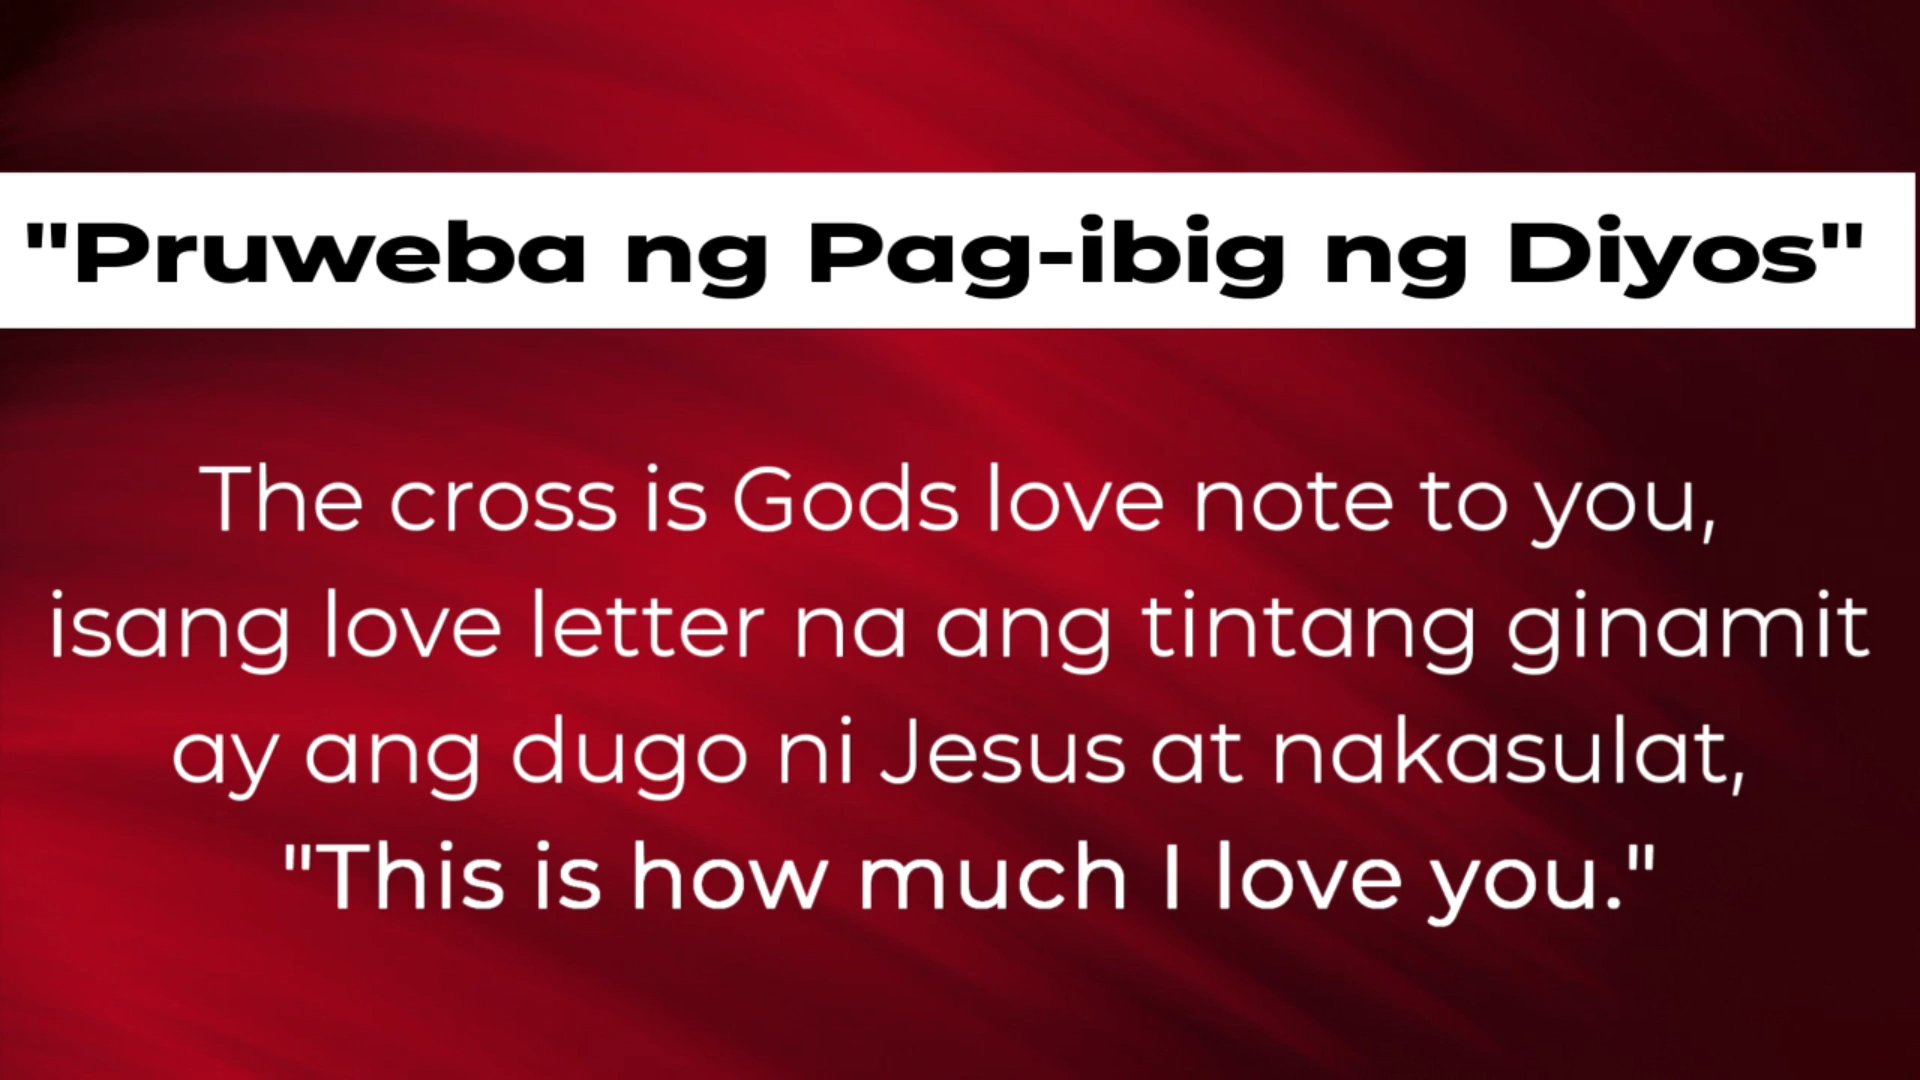 "Pruweba ng Pag-ibig ng Diyos"
The cross is Gods love note to you,
isang love letter na ang tintang ginamit
ay ang dugo ni Jesus at nakasulat,
"This is how much I love you."